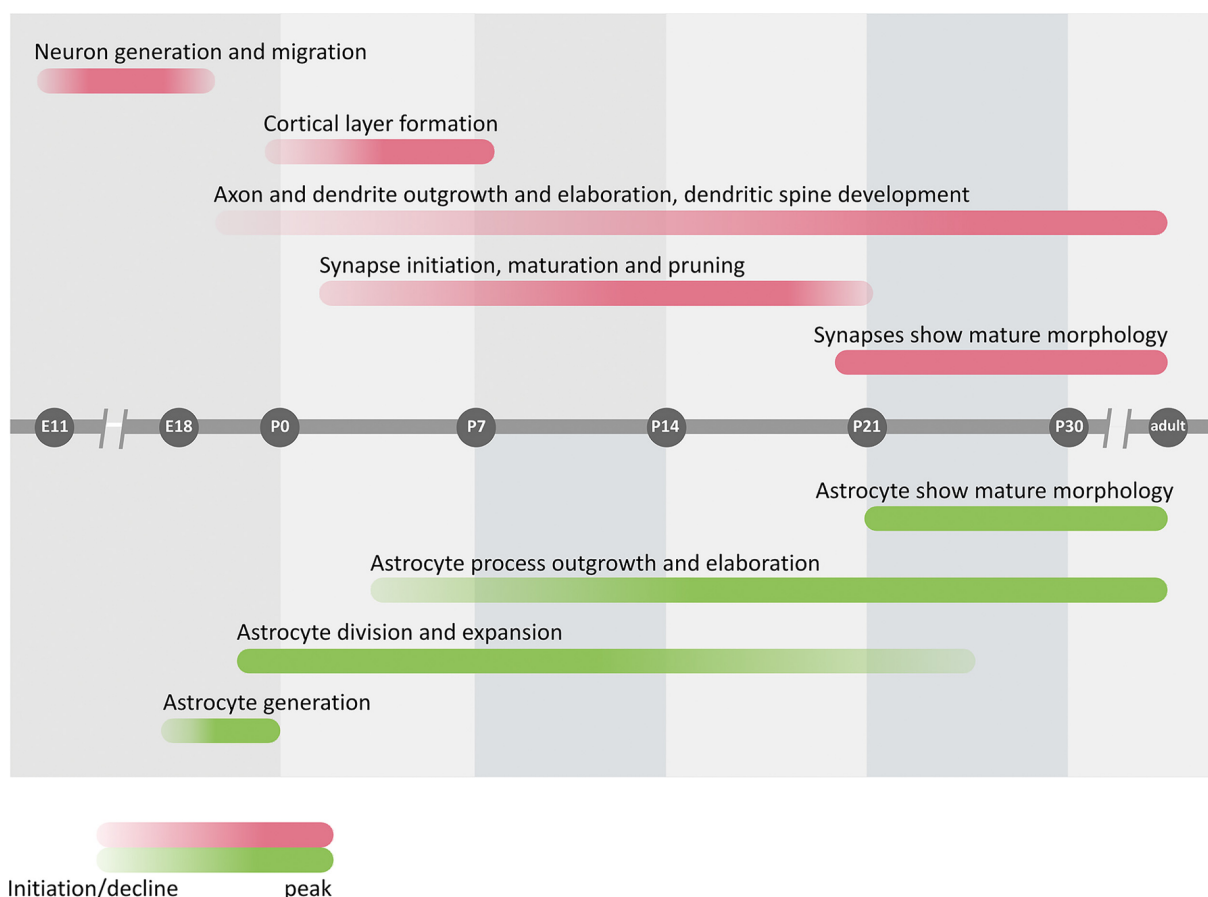 Neuron generation and migration
Cortical layer formation
Axon and dendrite outgrowth and elaboration, dendritic spine development
Synapse initiation, maturation and pruning
Synapses show mature morphology
E11 E18 P0 P7 P14 P21 P30 adult
Astrocyte show mature morphology
Astrocyte process outgrowth and elaboration
Astrocyte division and expansion
Astrocyte generation
Initiation/decline peak